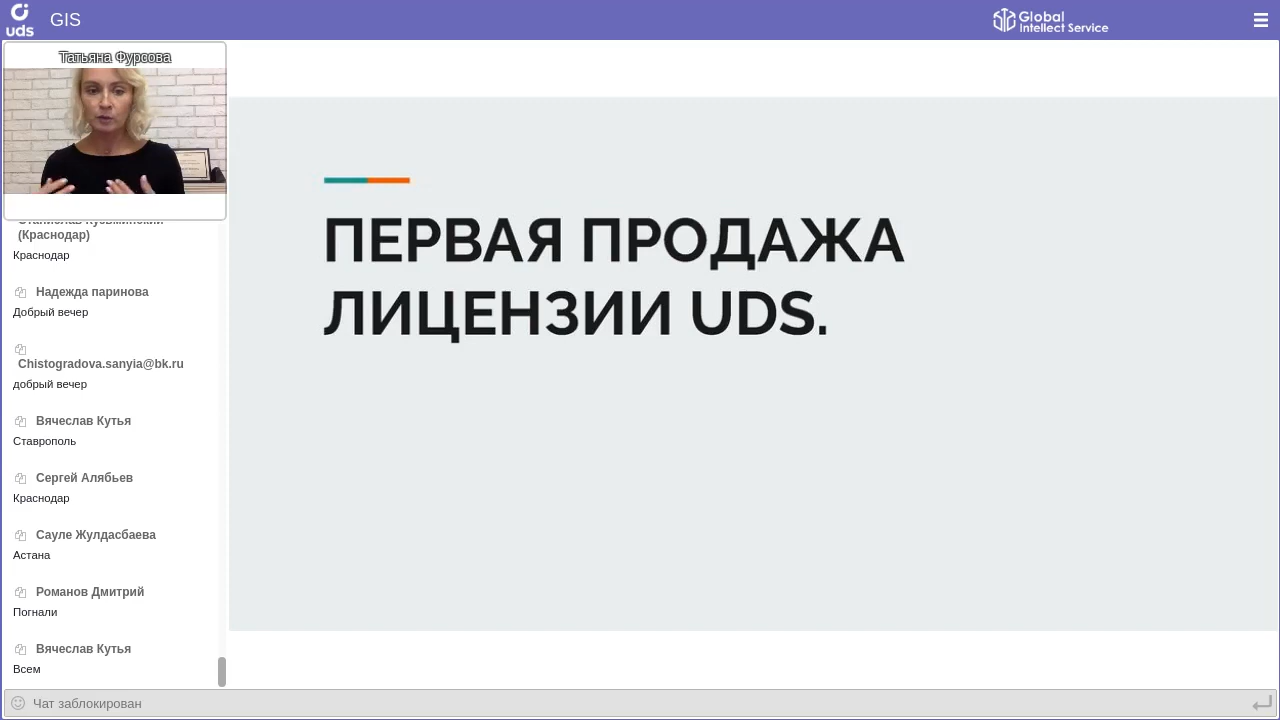 uds
GIS
Global
Intellect Service
Татьяна Фурсова
Станислав Кузьминский
(Краснодар)
Краснодар
Надежда паринова
Добрый вечер
Chistogradova.sanyia@bk.ru
добрый вечер
Вячеслав Кутья
Ставрополь
Сергей Алябьев
Краснодар
Сауле Жулдасбаева
Астана
Романов Дмитрий
Погнали
Вячеслав Кутья
Всем
ПЕРВАЯ ПРОДАЖА
ЛИЦЕНЗИИ UDS.
Чат заблокирован